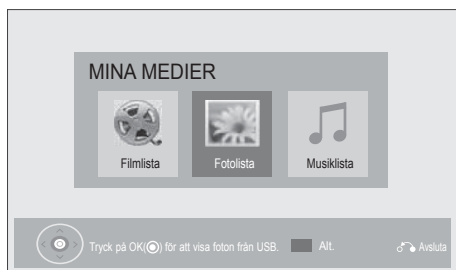 MINA MEDIER
Filmlista
Fotolista
Musiklista
Tryck på OK(◉) för att visa foton från USB. Alt. Avsluta